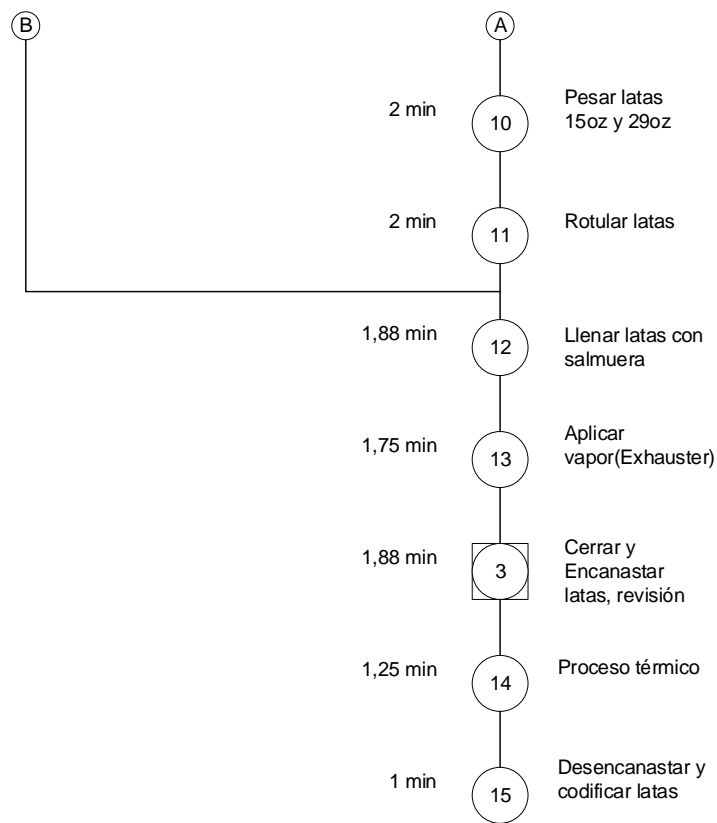 B
A
2 min
10
Pesar latas
15oz y 29oz
2 min
11
Rotular latas
1,88 min
12
Llenar latas con
salmuera
1,75 min
13
Aplicar
vapor(Exhauster)
1,88 min
3
Cerrar y
Encanastar
latas, revisión
1,25 min
14
Proceso térmico
1 min
15
Desencanastar y
codificar latas